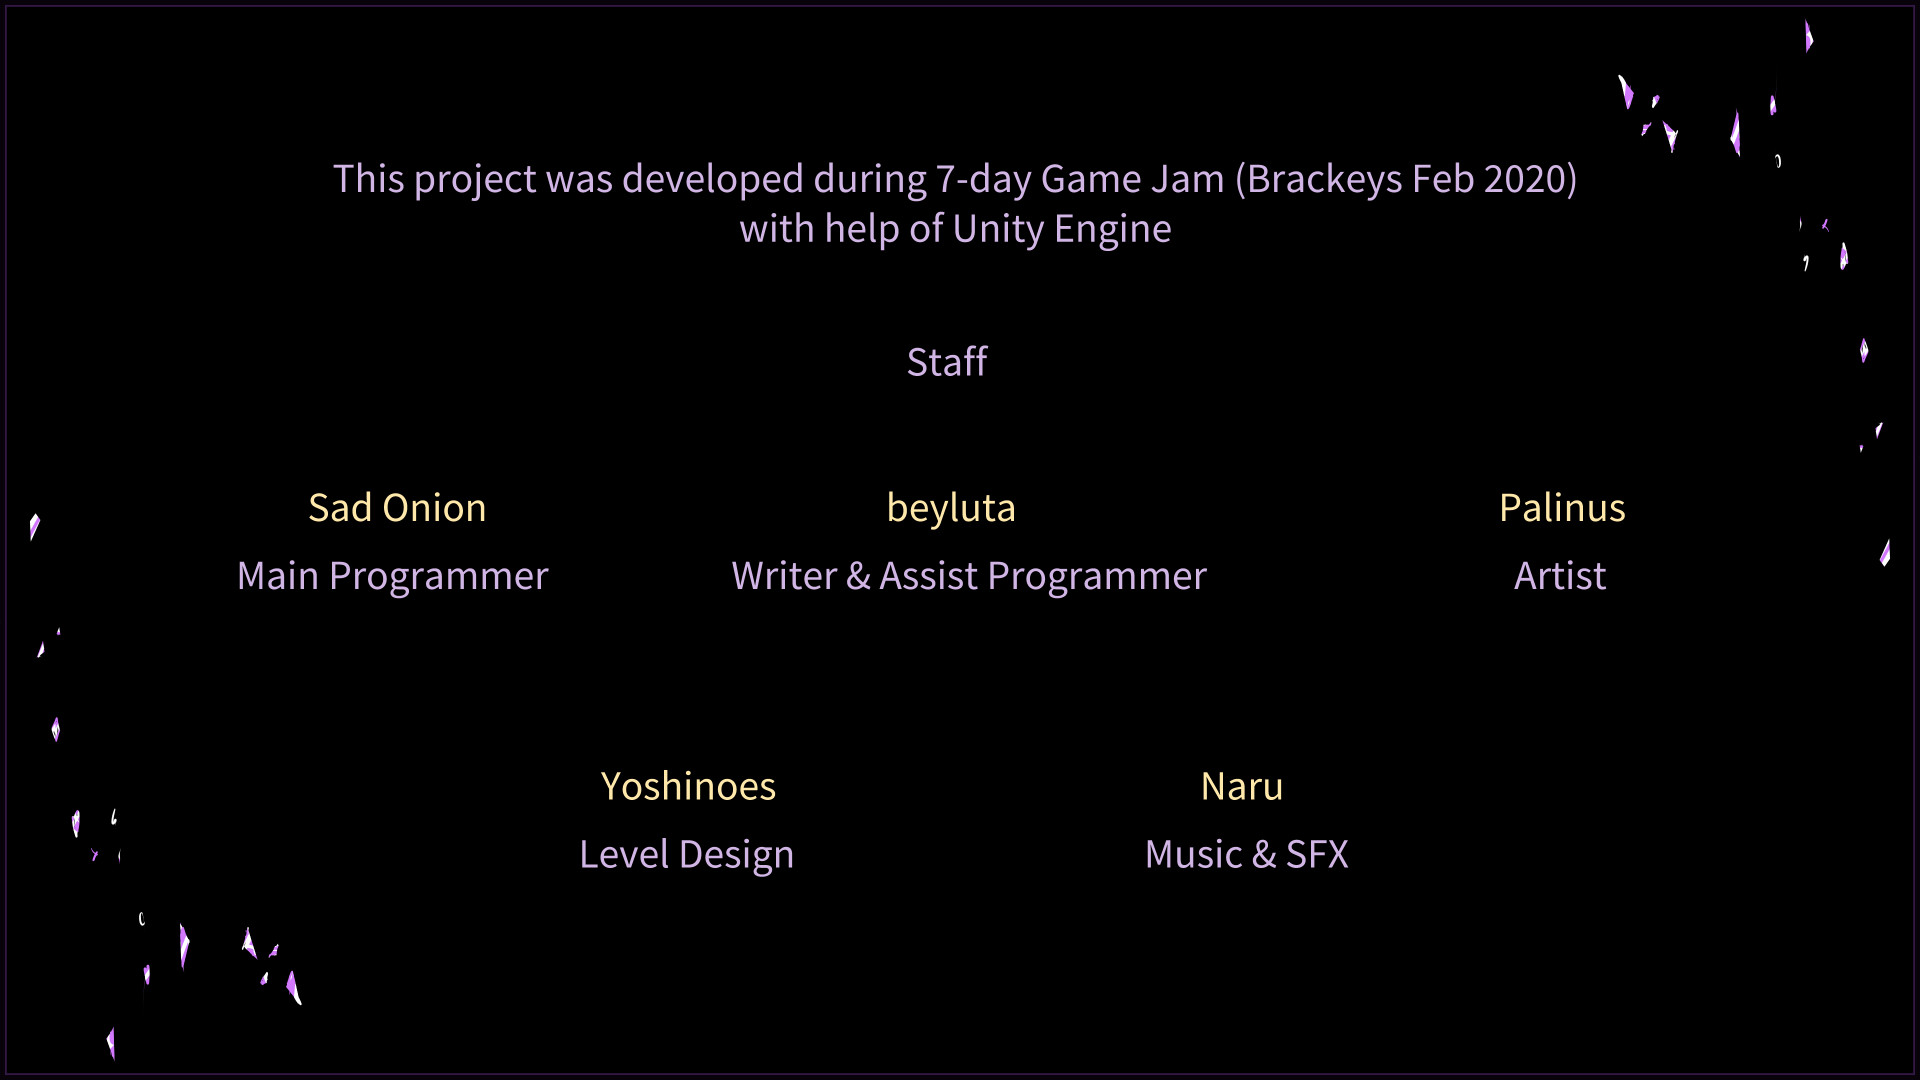 This project was developed during 7-day Game Jam (Brackeys Feb 2020)
with help of Unity Engine
Staff
Sad Onion
Main Programmer
beyluta
Writer & Assist Programmer
Palinus
Artist
Yoshinoes
Level Design
Naru
Music & SFX